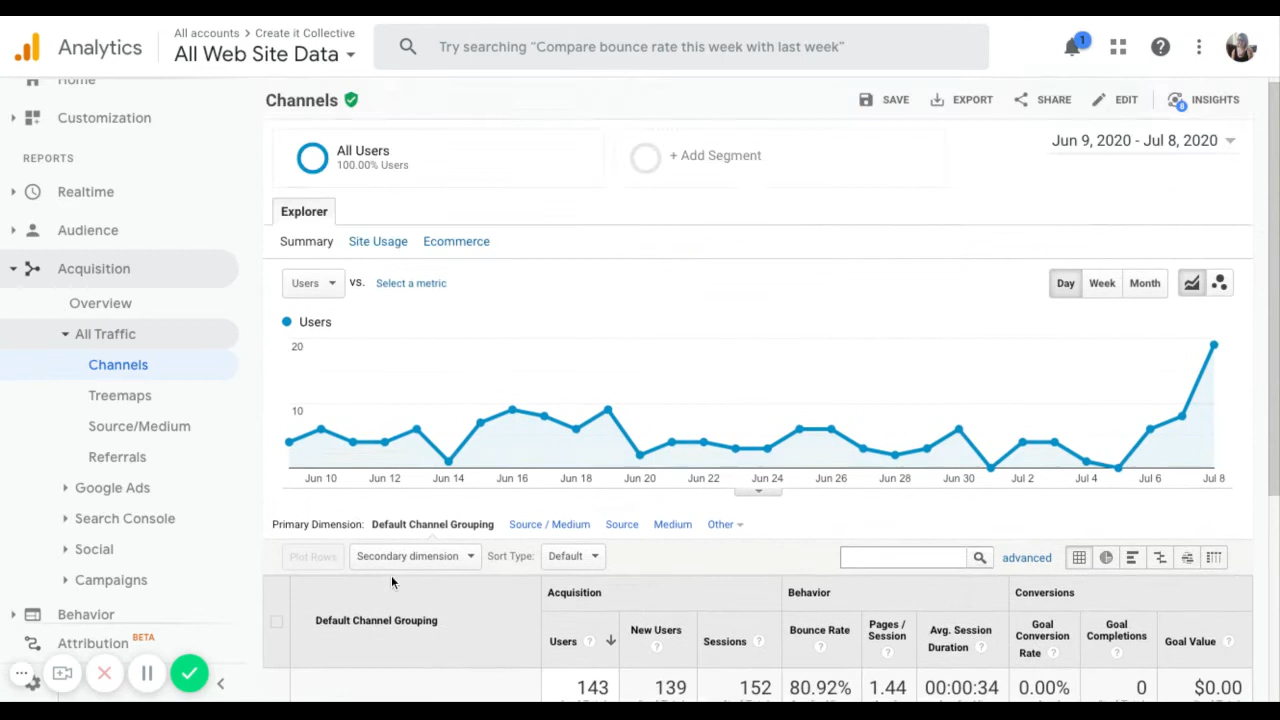 Analytics
All accounts > Create it Collective
All Web Site Data
Try searching “Compare bounce rate this week with last week”
1
Home
Customization
REPORTS
Realtime
Audience
Acquisition
Overview
All Traffic
Channels
Treemaps
Source/Medium
Referrals
Google Ads
Search Console
Social
Campaigns
Behavior
Attribution BETA
Channels
SAVE
EXPORT
SHARE
EDIT
8
INSIGHTS
All Users
100.00% Users
+ Add Segment
Jun 9, 2020 - Jul 8, 2020
Explorer
Summary Site Usage Ecommerce
Users VS. Select a metric
Day Week Month
Users
20
10
Jun 10 Jun 12 Jun 14 Jun 16 Jun 18 Jun 20 Jun 22 Jun 24 Jun 26 Jun 28 Jun 30 Jul 2 Jul 4 Jul 6 Jul 8
Primary Dimension: Default Channel Grouping Source / Medium Source Medium Other
Plot Rows Secondary dimension Sort Type: Default advanced
Default Channel Grouping
Acquisition Behavior Conversions
Users ? New Users ? Sessions ? Bounce Rate ? Pages / Session ? Avg. Session Duration ? Goal Conversion Rate ? Goal Completions ? Goal Value ?
143 139 152 80.92% 1.44 00:00:34 0.00% 0 $0.00